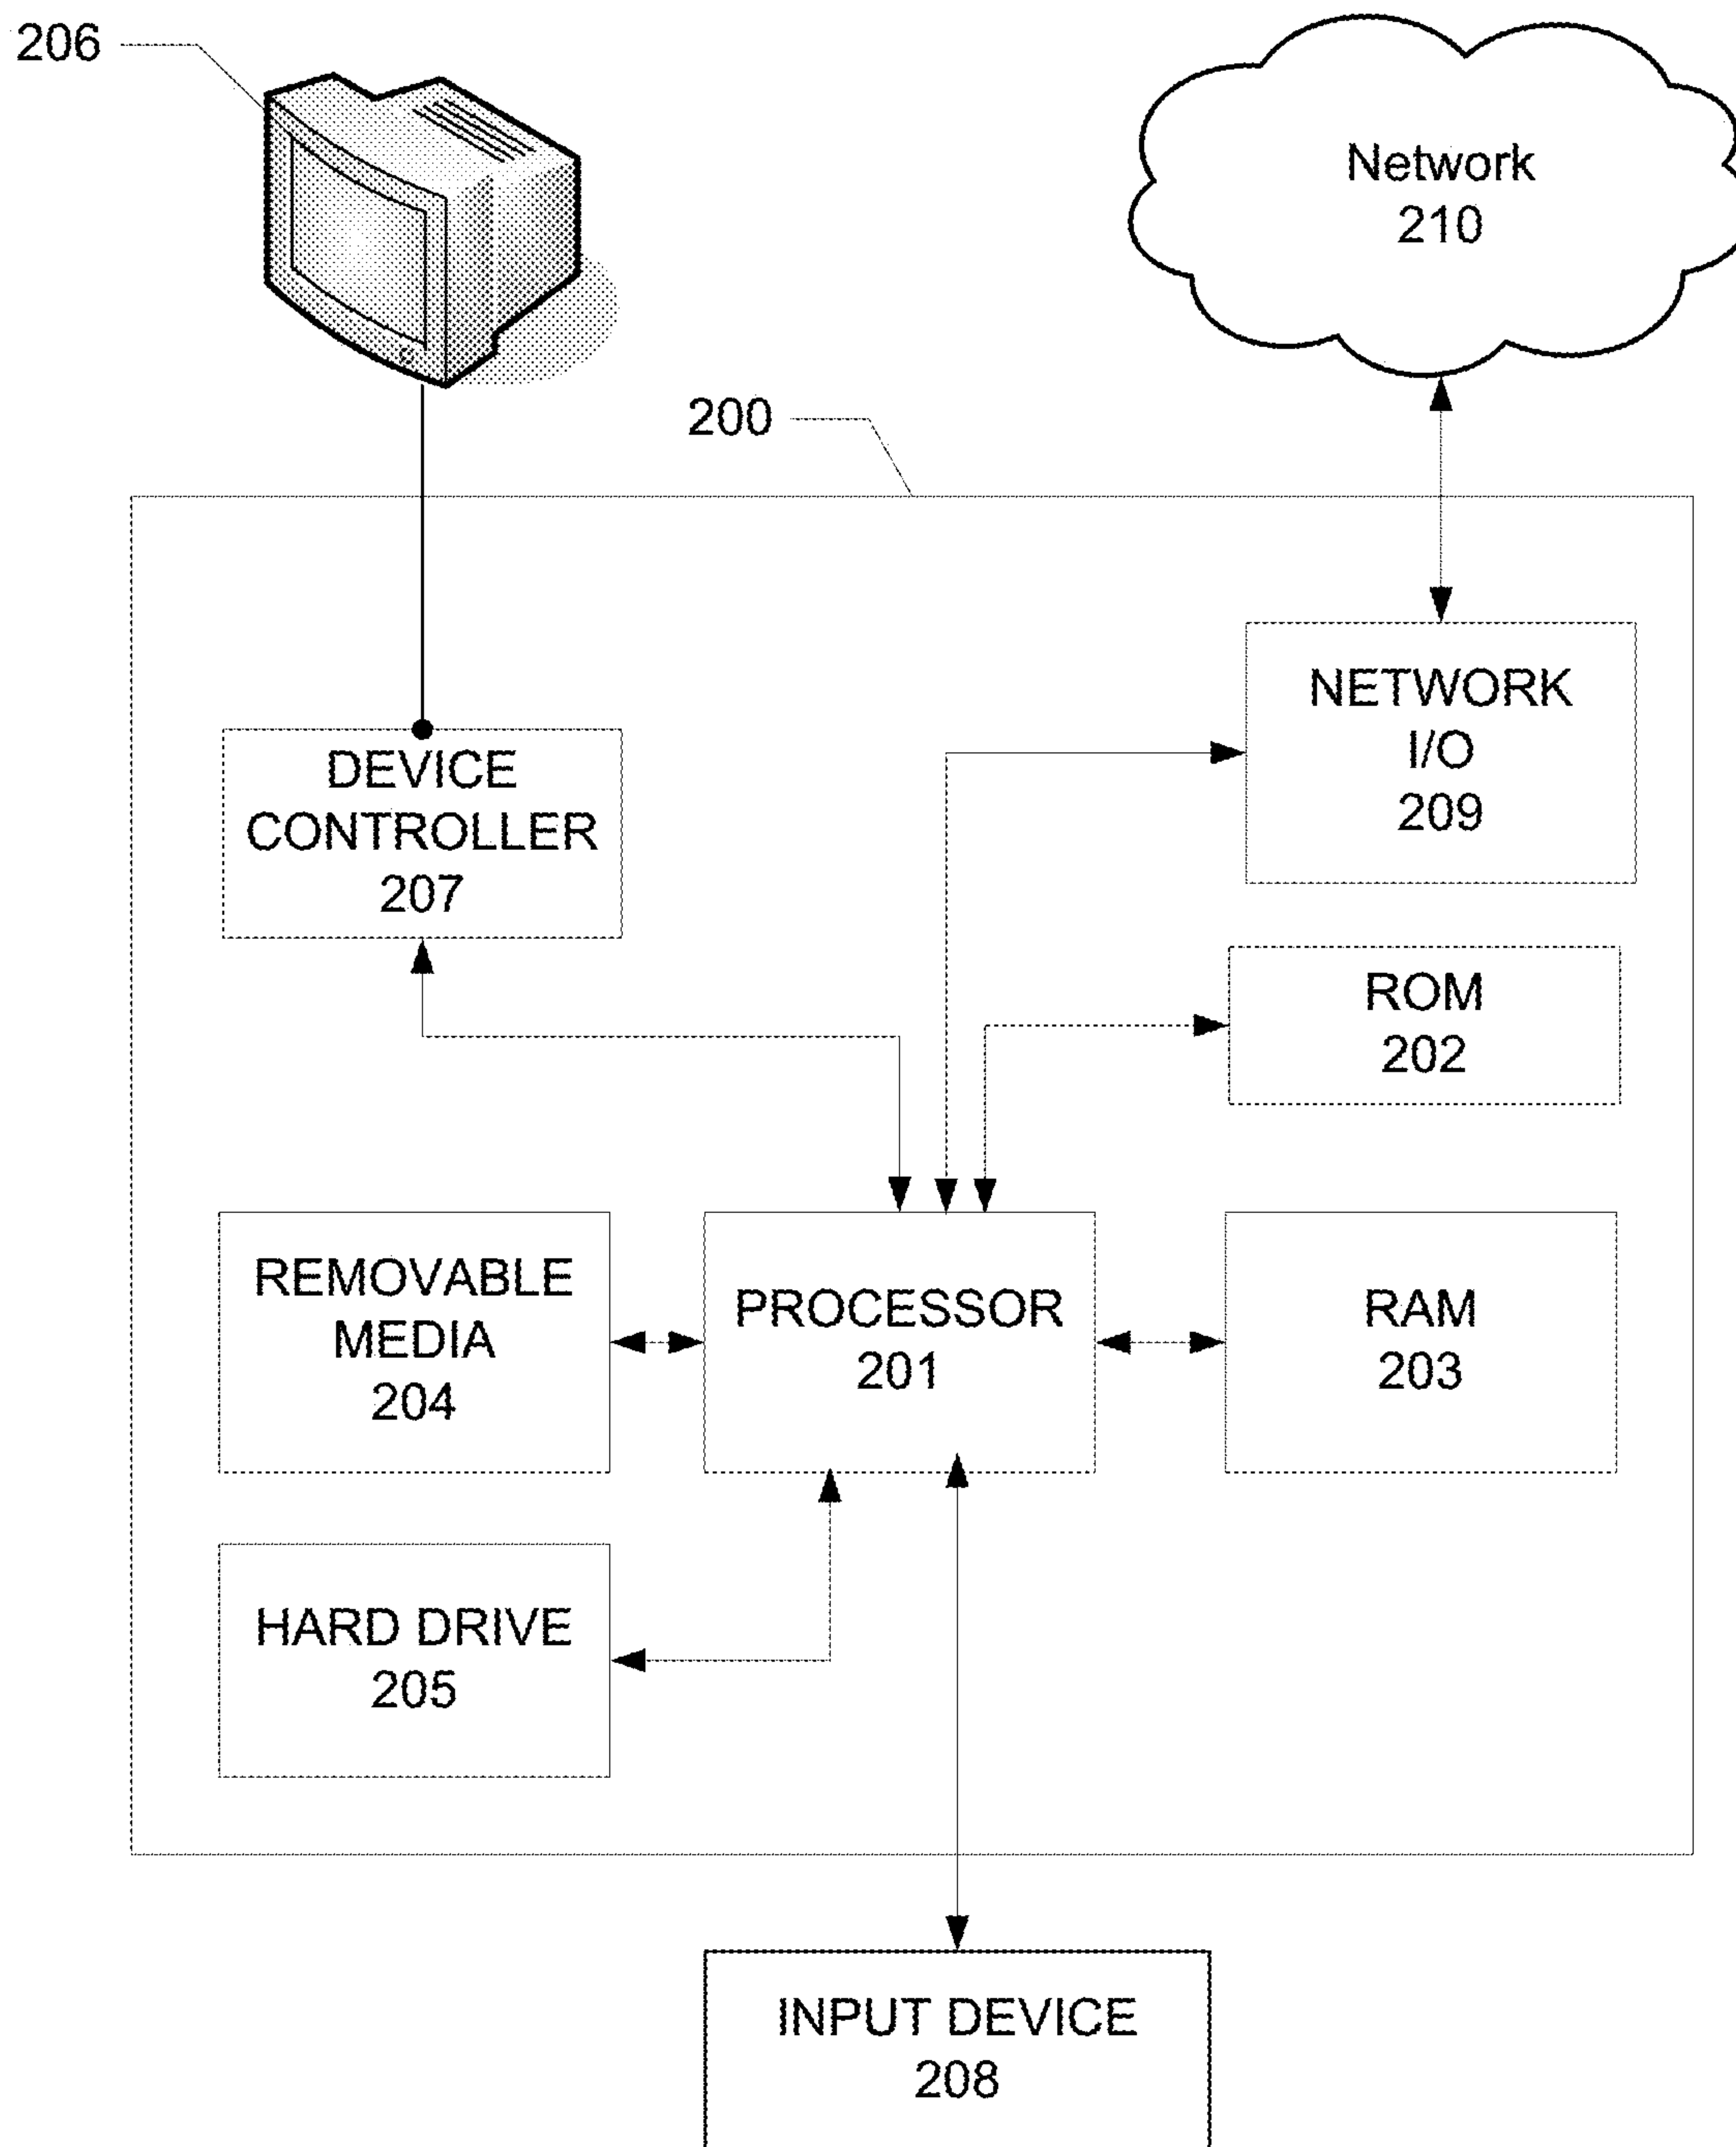 206
Network
210
200
NETWORK
I/O
209
DEVICE
CONTROLLER
207
ROM
202
REMOVABLE
MEDIA
204
PROCESSOR
201
RAM
203
HARD DRIVE
205
INPUT DEVICE
208